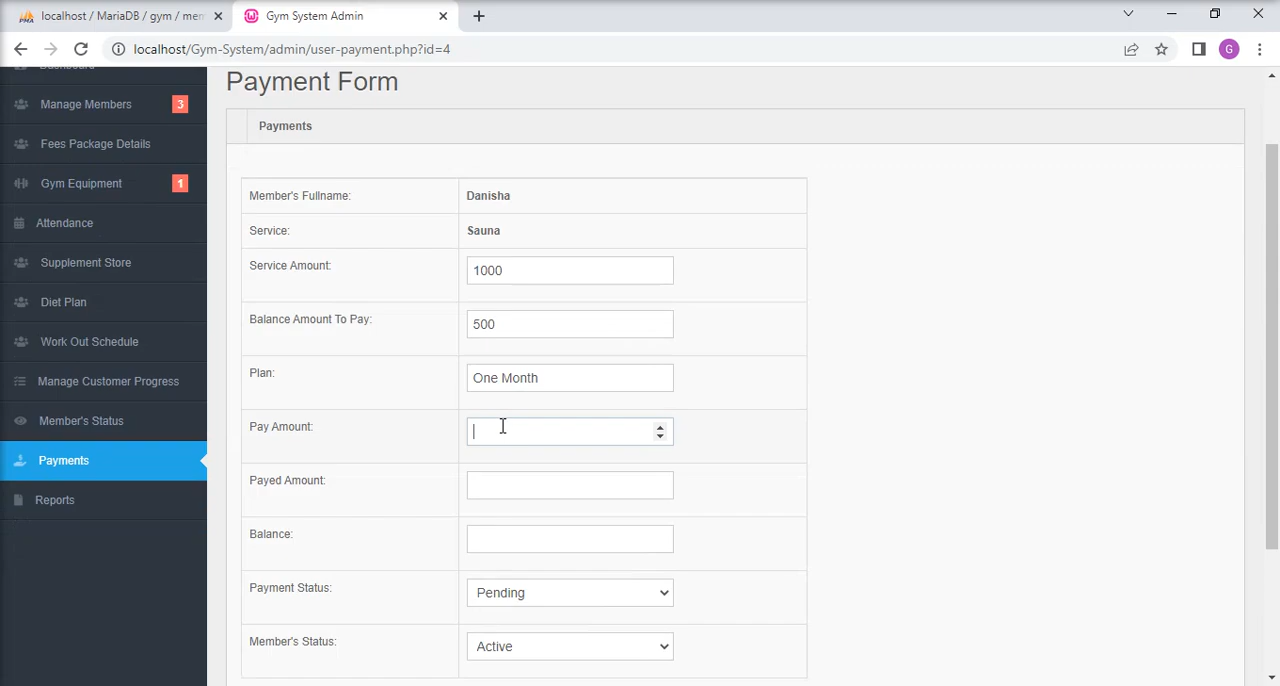 localhost / MariaDB / gym / mem
Gym System Admin
localhost/Gym-System/admin/user-payment.php?id=4
G
Dashboard
Manage Members 3
Fees Package Details
Gym Equipment 1
Attendance
Supplement Store
Diet Plan
Work Out Schedule
Manage Customer Progress
Member's Status
Payments
Reports
Payment Form
Payments
Member's Fullname: Danisha
Service: Sauna
Service Amount: 1000
Balance Amount To Pay: 500
Plan: One Month
Pay Amount:
Payed Amount:
Balance:
Payment Status: Pending
Member's Status: Active